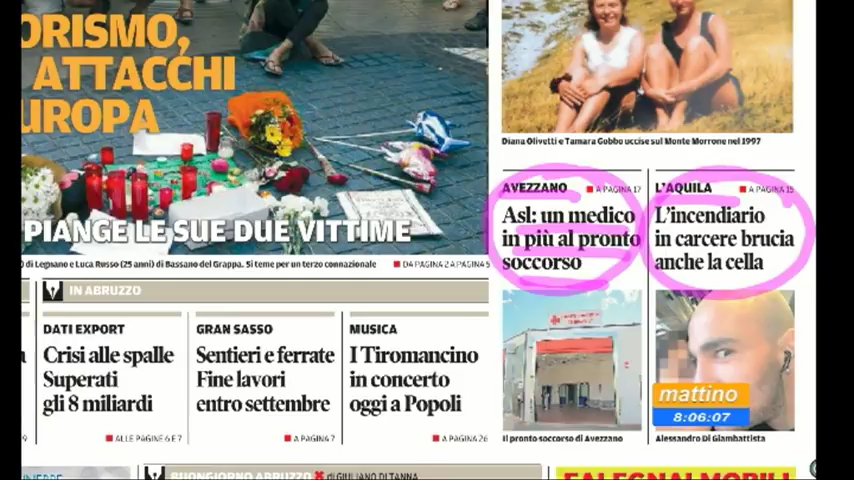 ORISMO,
ATTACCHI
UROPA
PIANGE LE SUE DUE VITTIME
di Legnano e Luca Russo (25 anni) di Bassano del Grappa. Si teme per un terzo connazionale
DA PAGINA 2 A PAGINA 5
Diana Olivetti e Tamara Gobbo uccise sul Monte Morrone nel 1997
AVEZZANO
A PAGINA 17
Asl: un medico
in più al pronto
soccorso
L'AQUILA
A PAGINA 15
L'incendiario
in carcere brucia
anche la cella
IN ABRUZZO
DATI EXPORT
Crisi alle spalle
Superati
gli 8 miliardi
ALLE PAGINE 6 E 7
GRAN SASSO
Sentieri e ferrate
Fine lavori
entro settembre
A PAGINA 7
MUSICA
I Tiromancino
in concerto
oggi a Popoli
A PAGINA 26
Il pronto soccorso di Avezzano
mattino
8:06:07
Alessandro Di Giambattista
BUONGIORNO ABRUZZO
di GIULIANO DI TANNA